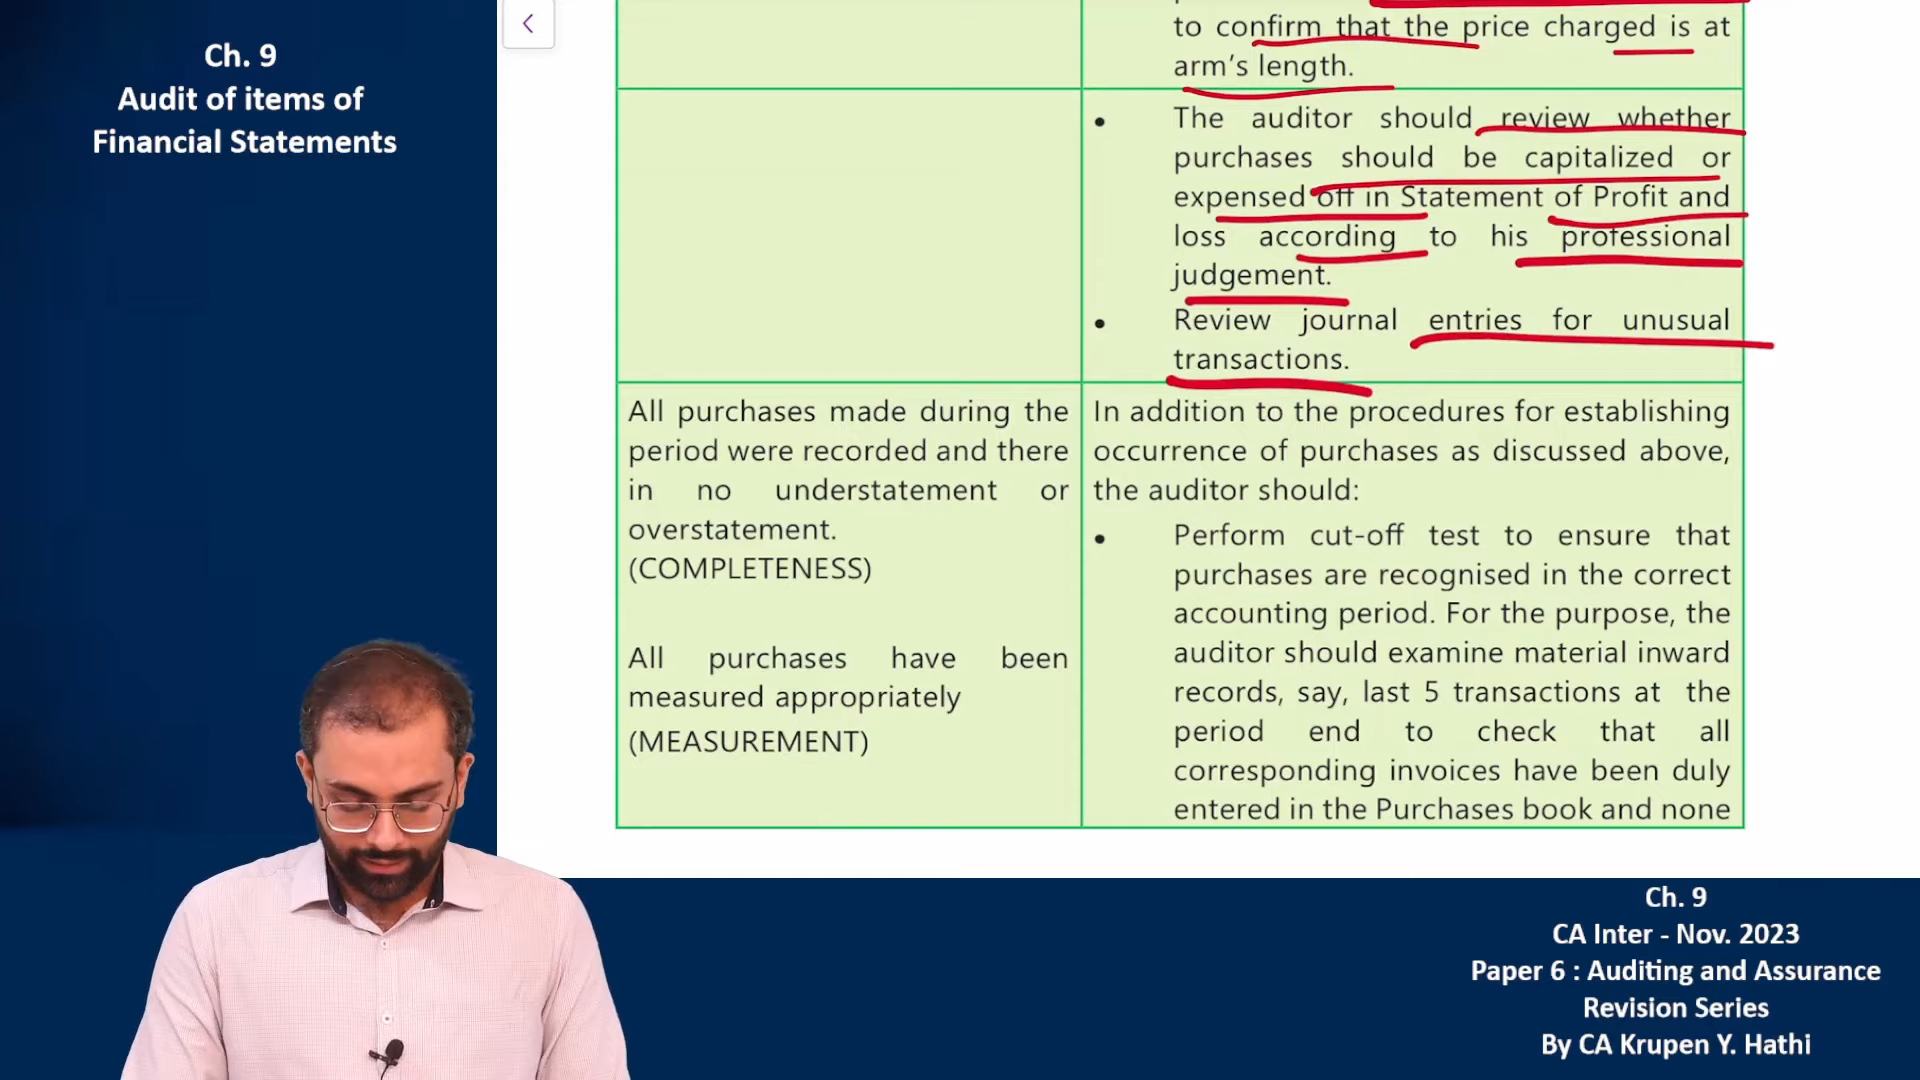 Ch. 9
Audit of items of
Financial Statements
to confirm that the price charged is at
arm’s length.
• The auditor should review whether
purchases should be capitalized or
expensed off in Statement of Profit and
loss according to his professional
judgement.
• Review journal entries for unusual
transactions.
All purchases made during the
period were recorded and there
in no understatement or
overstatement.
(COMPLETENESS)
All purchases have been
measured appropriately
(MEASUREMENT)
In addition to the procedures for establishing
occurrence of purchases as discussed above,
the auditor should:
• Perform cut-off test to ensure that
purchases are recognised in the correct
accounting period. For the purpose, the
auditor should examine material inward
records, say, last 5 transactions at the
period end to check that all
corresponding invoices have been duly
entered in the Purchases book and none
Ch. 9
CA Inter - Nov. 2023
Paper 6 : Auditing and Assurance
Revision Series
By CA Krupen Y. Hathi